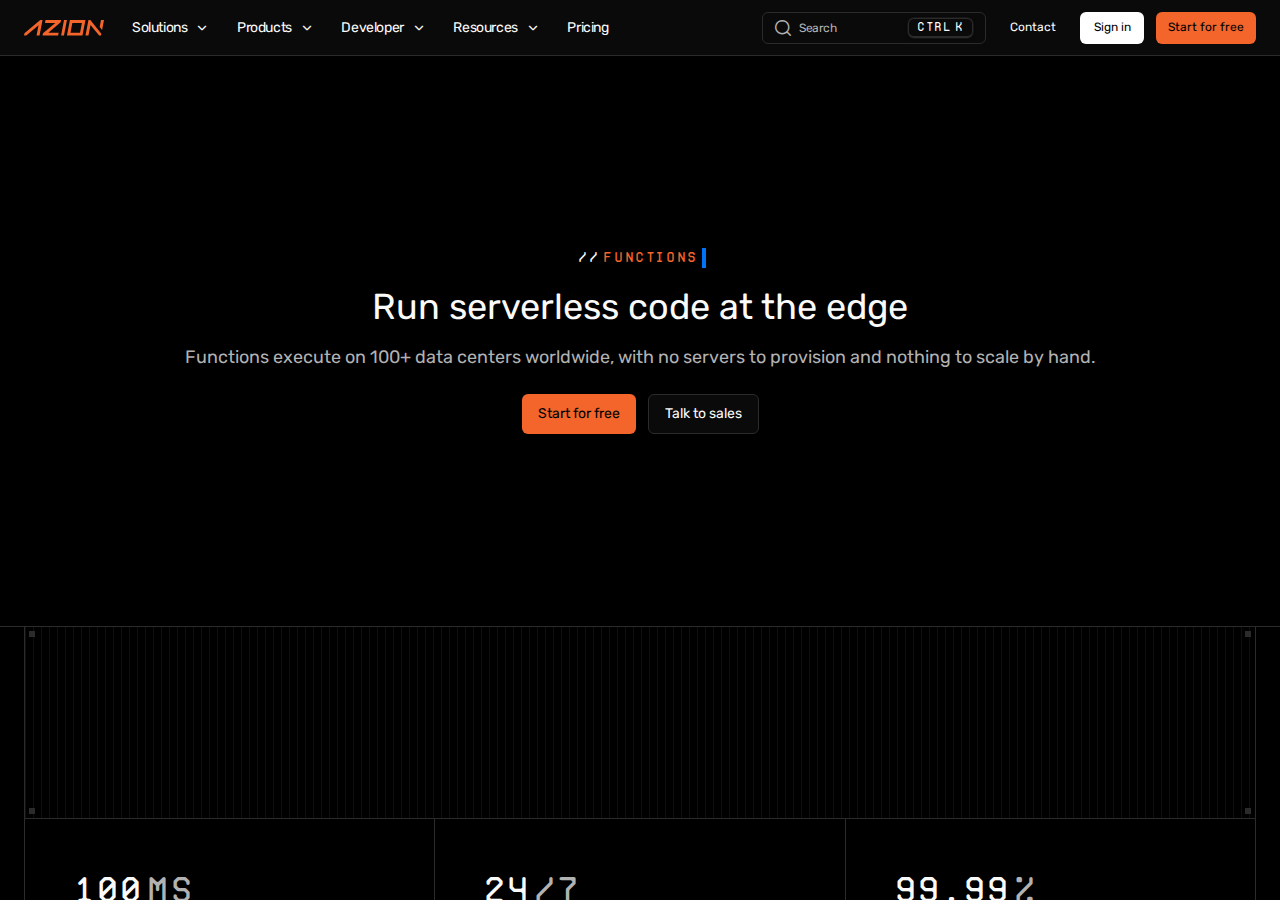 AZION Solutions Products Developer Resources Pricing Search CTRL K Contact Sign in Start for free
// FUNCTIONS
Run serverless code at the edge
Functions execute on 100+ data centers worldwide, with no servers to provision and nothing to scale by hand.
Start for free Talk to sales
100MS 24/7 99.99%